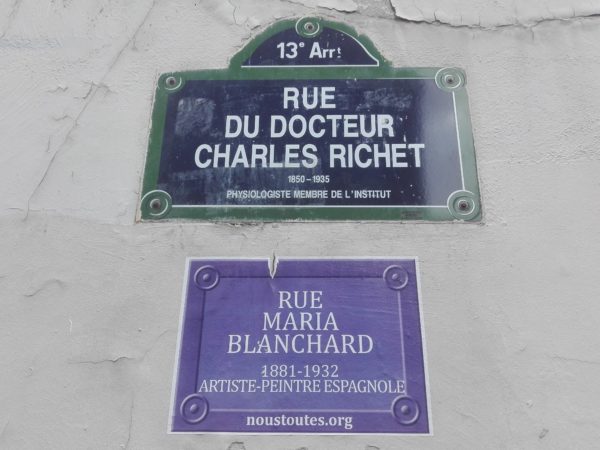 13e Arrt
RUE
DU DOCTEUR
CHARLES RICHET
1850-1935
PHYSIOLOGISTE MEMBRE DE L'INSTITUT
RUE
MARIA
BLANCHARD
1881-1932
ARTISTE-PEINTRE ESPAGNOLE
noustoutes.org